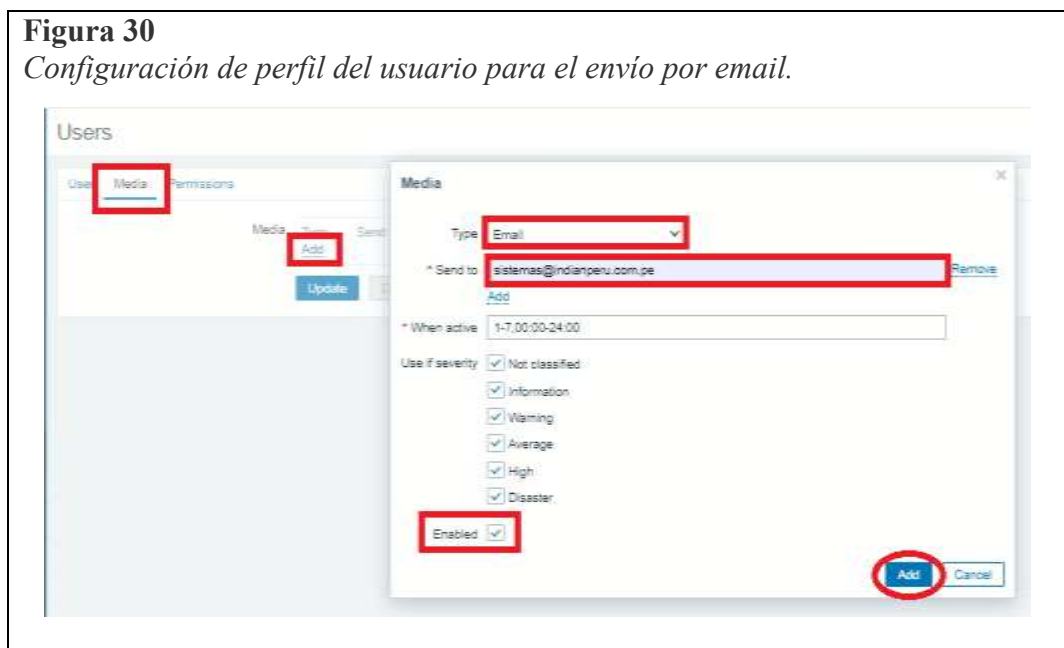 Figura 30
Configuración de perfil del usuario para el envío por email.
Users
Media Permissions
Media
Add
Update
Media
Type Email
* Send to sistemas@indianperu.com.pe Remove
Add
* When active 1-7,00:00-24:00
Use if severity Not classified
Information
Warning
Average
High
Disaster
Enabled
Add Cancel